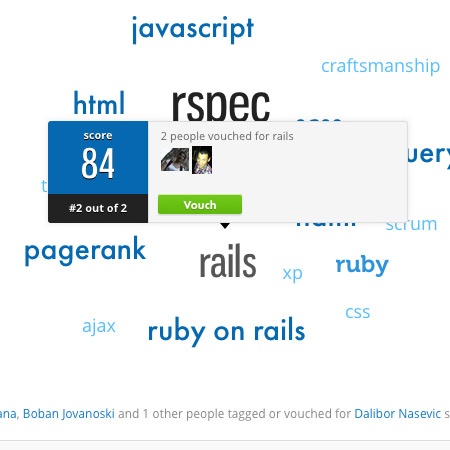 javascript
craftsmanship
html
rspec
score
84
#2 out of 2
2 people vouched for rails
Vouch
scrum
pagerank
rails
xp
ruby
css
ajax
ruby on rails
Boban Jovanoski and 1 other people tagged or vouched for Dalibor Nasevic